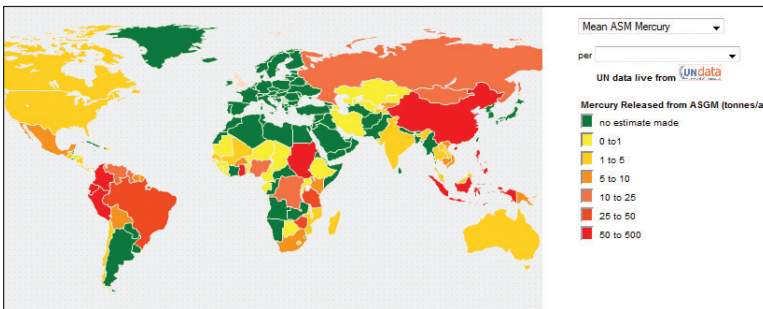 Mean ASM Mercury
per
UN data live from UNdata
Mercury Released from ASGM (tonnes/a
no estimate made
0 to1
1 to 5
5 to 10
10 to 25
25 to 50
50 to 500